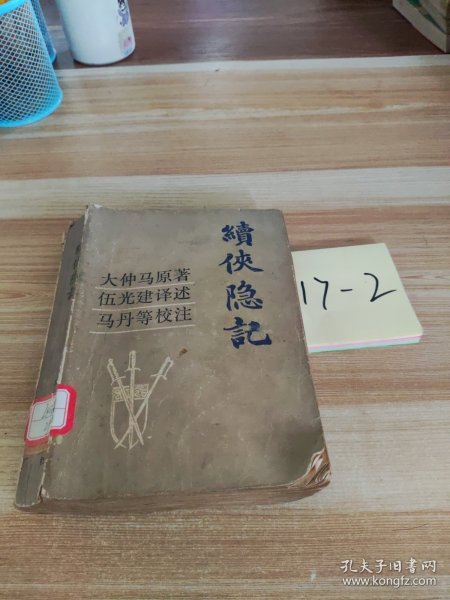 續俠隐記
大仲马原著
伍光建译述
马丹等校注
17-2
孔夫子旧书网
www.kongfz.com